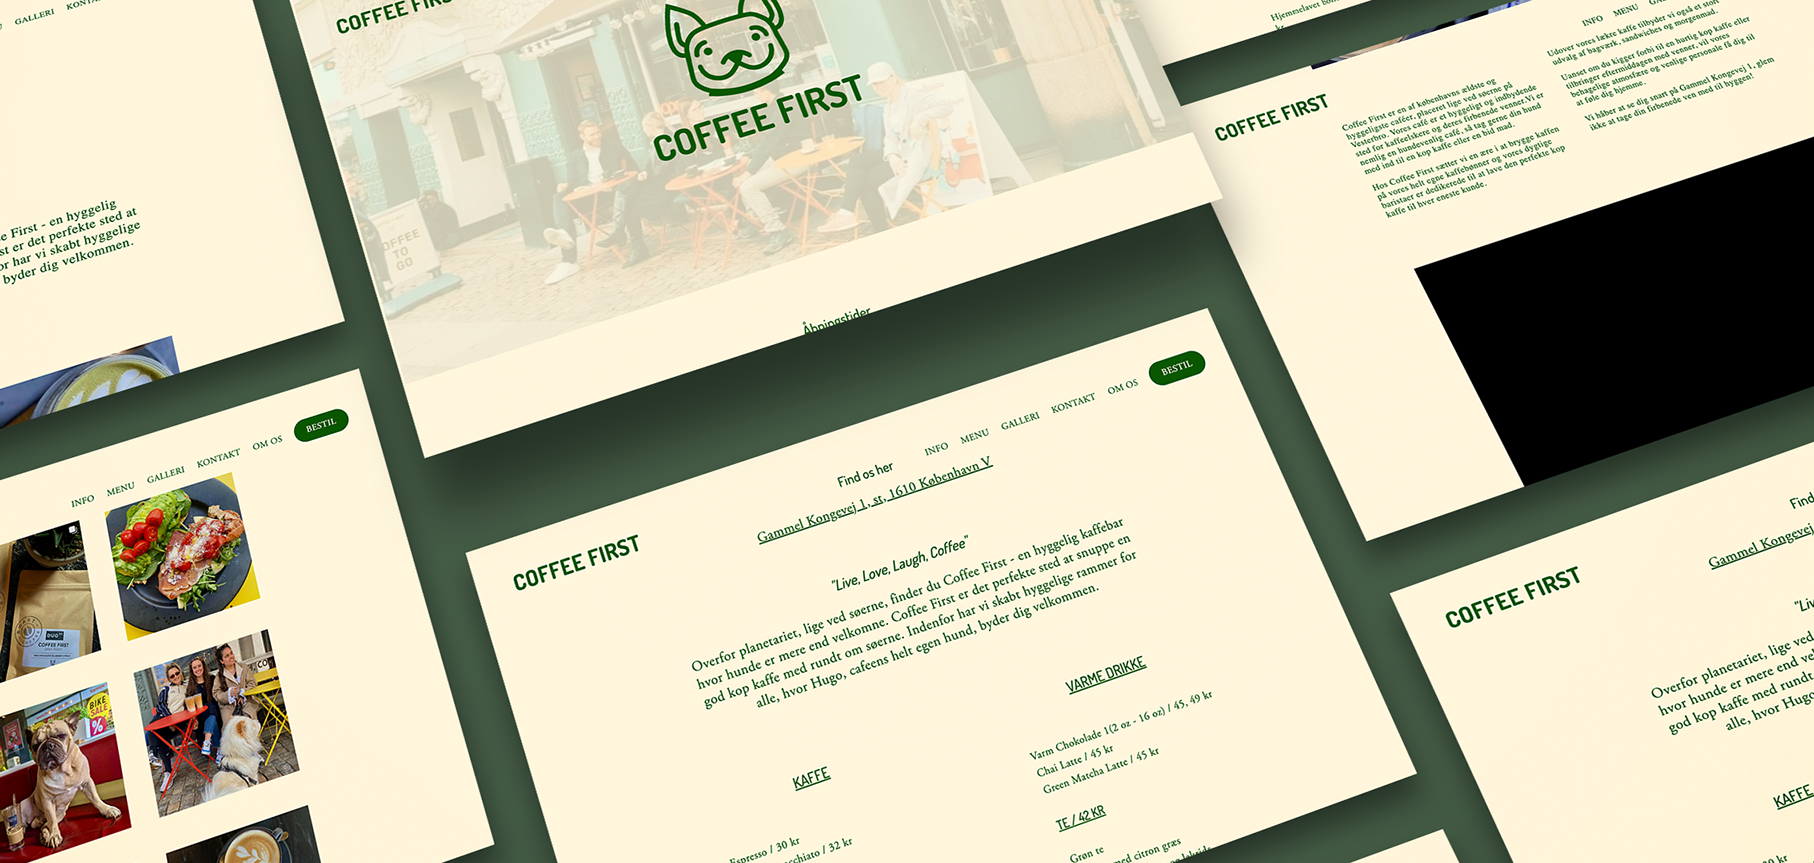 GALLERI KONTA
e First - en hyggelig
st er det perfekte sted at
or har vi skabt hyggelige
byder dig velkommen.
COFFEE FIRS
COFFEE FIRST
OFFEE
TO
GO
Åbningstider
Hjemmelavet
INFO MENU GA
COFFEE FIRST
Coffee First er en af københavns ældste og
hyggeligste caféer, placeret lige ved søerne på
Vesterbro. Vores café er et hyggeligt og indbydende
sted for kaffeelskere og deres firbenede venner.Vi er
nemlig en hundevenlig café, så tag gerne din hund
med ind til en kop kaffe eller en bid mad.
Hos Coffee First sætter vi en ære i at brygge kaffen
på vores helt egne kaffebønner og vores dygtige
baristaer er dedikerede til at lave den perfekte kop
kaffe til hver eneste kunde.
Udover vores lækre kaffe tilbyder vi også et stort
udvalg af bagværk, sandwiches og morgenmad.
Uanset om du kigger forbi til en hurtig kop kaffe eller
tilbringer eftermiddagen med venner, vil vores
behagelige atmosfære og venlige personale få dig til
at føle dig hjemme.
Vi håber at se dig snart på Gammel Kongevej 1, glem
ikke at tage din firbenede ven med til hyggen!
INFO MENU GALLERI KONTAKT OM OS BESTIL
DUO
COFFEE FIRST
BIKE
SALE
%
INFO MENU GALLERI KONTAKT OM OS BESTIL
COFFEE FIRST
Find os her
Gammel Kongevej 1, st, 1610 København V
"Live, Love, Laugh, Coffee"
Overfor planetariet, lige ved søerne, finder du Coffee First - en hyggelig kaffebar
hvor hunde er mere end velkomne. Coffee First er det perfekte sted at snuppe en
god kop kaffe med rundt om søerne. Indenfor har vi skabt hyggelige rammer for
alle, hvor Hugo, cafeens helt egen hund, byder dig velkommen.
KAFFE
Espresso / 30 kr
cchiato / 32 kr
VARME DRIKKE
Varm Chokolade 1(2 oz - 16 oz) / 45, 49 kr
Chai Latte / 45 kr
Green Matcha Latte / 45 kr
TE / 42 KR
Grøn te
med citron græs
COFFEE FIRST
Find
Gammel Kongevej
"Liv
Overfor planetariet, lige ved
hvor hunde er mere end vel
god kop kaffe med rundt
alle, hvor Hugo
KAFFE